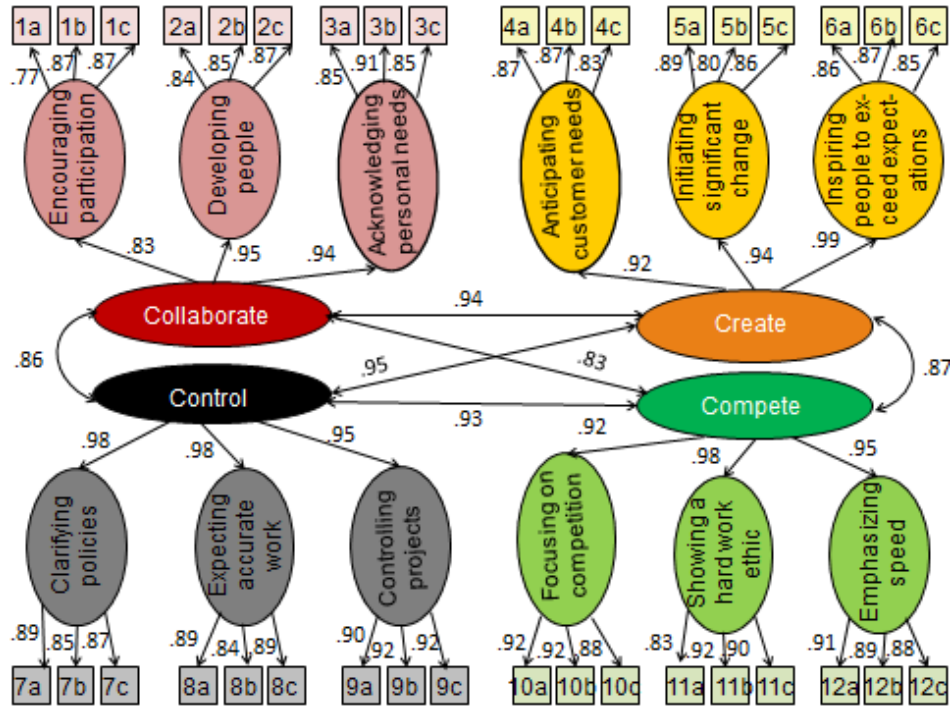 1a 1b 1c 2a 2b 2c 3a 3b 3c 4a 4b 4c 5a 5b 5c 6a 6b 6c
.77 .87 .87 .84 .85 .87 .85 .91 .85 .87 .87 .83 .89 .80 .86 .86 .87 .85
Encouraging
participation
Developing
people
Acknowledging
personal needs
Anticipating
customer needs
Initiating
significant
change
Inspiring
people to ex-
ceed expect-
ations
.83 .95 .94 .92 .94 .99
Collaborate
.94
Create
.86
.95
.83
.87
Control
.93
Compete
.98 .98 .95 .92 .98 .95
Clarifying
policies
Expecting
accurate
work
Controlling
projects
Focusing on
competition
Showing a
hard work
ethic
Emphasizing
speed
.89 .85 .87 .89 .84 .89 .90 .92 .92 .92 .92 .88 .83 .92 .90 .91 .89 .88
7a 7b 7c 8a 8b 8c 9a 9b 9c 10a 10b 10c 11a 11b 11c 12a 12b 12c